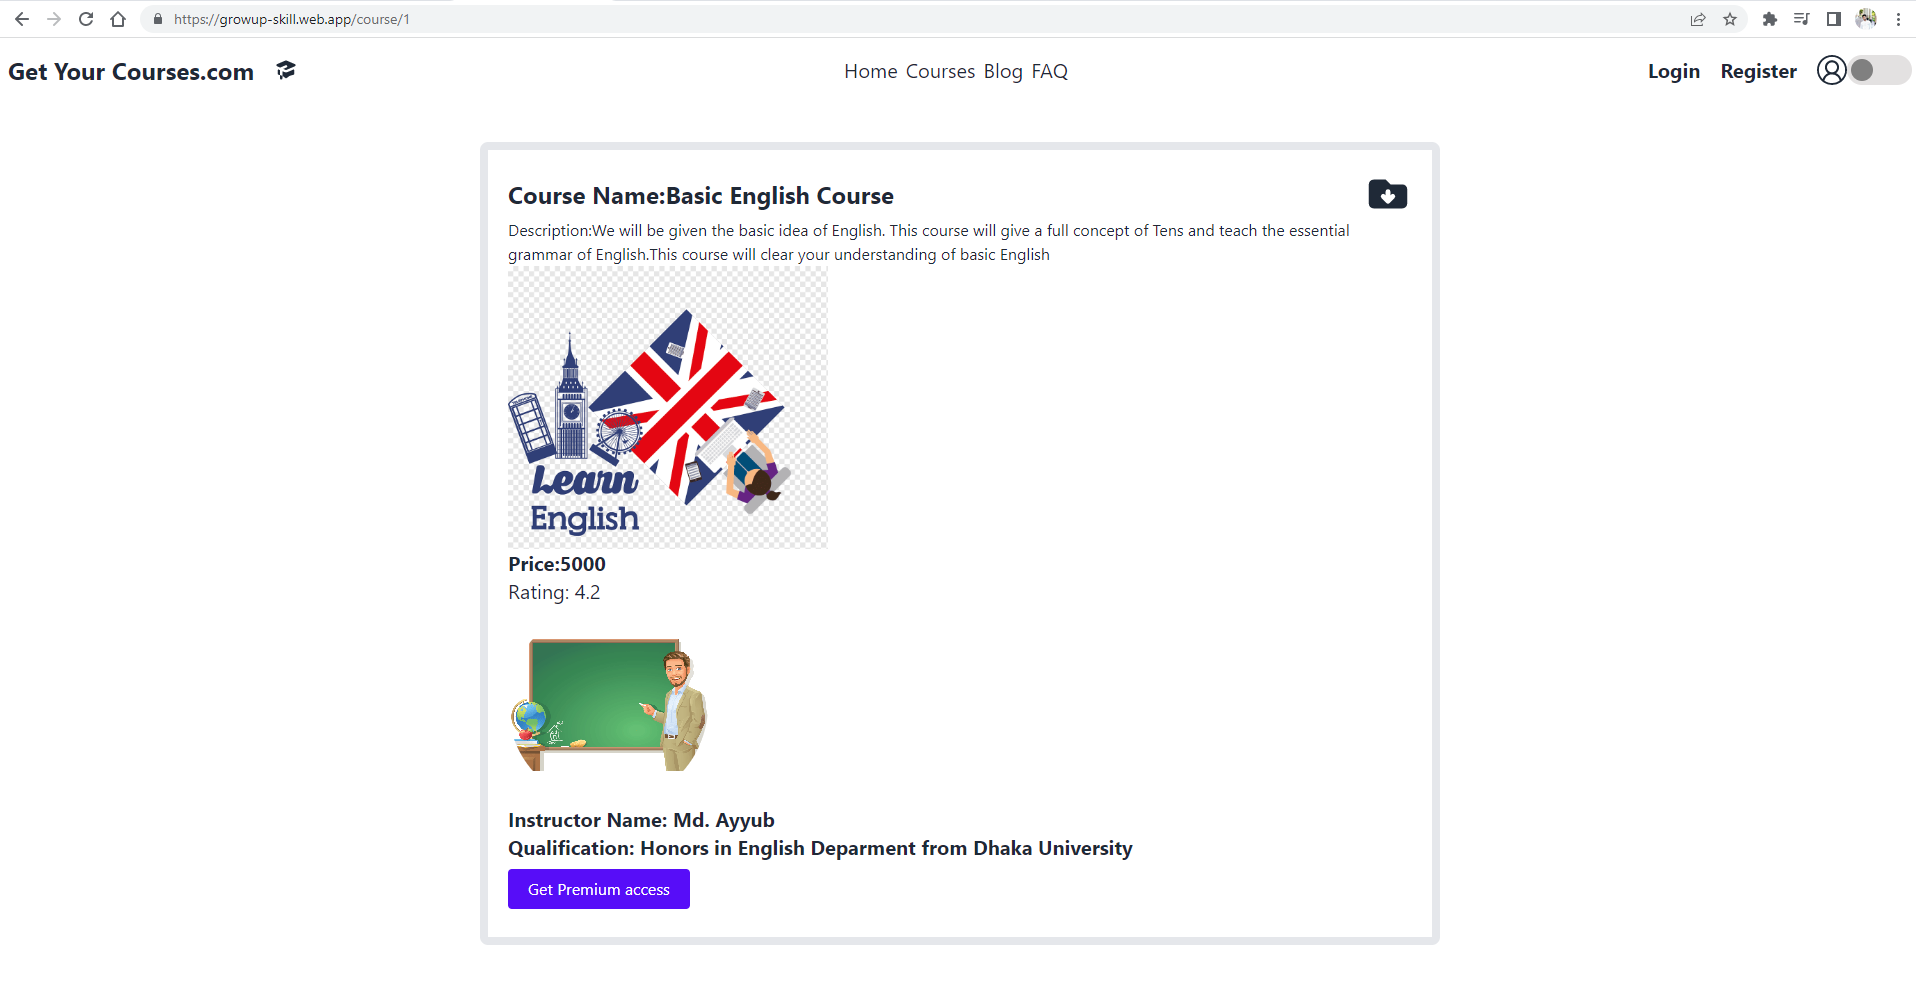 https://growup-skill.web.app/course/1
Get Your Courses.com
Home Courses Blog FAQ
Login Register
Course Name:Basic English Course
Description:We will be given the basic idea of English. This course will give a full concept of Tens and teach the essential
grammar of English.This course will clear your understanding of basic English
Learn
English
Price:5000
Rating: 4.2
Instructor Name: Md. Ayyub
Qualification: Honors in English Deparment from Dhaka University
Get Premium access